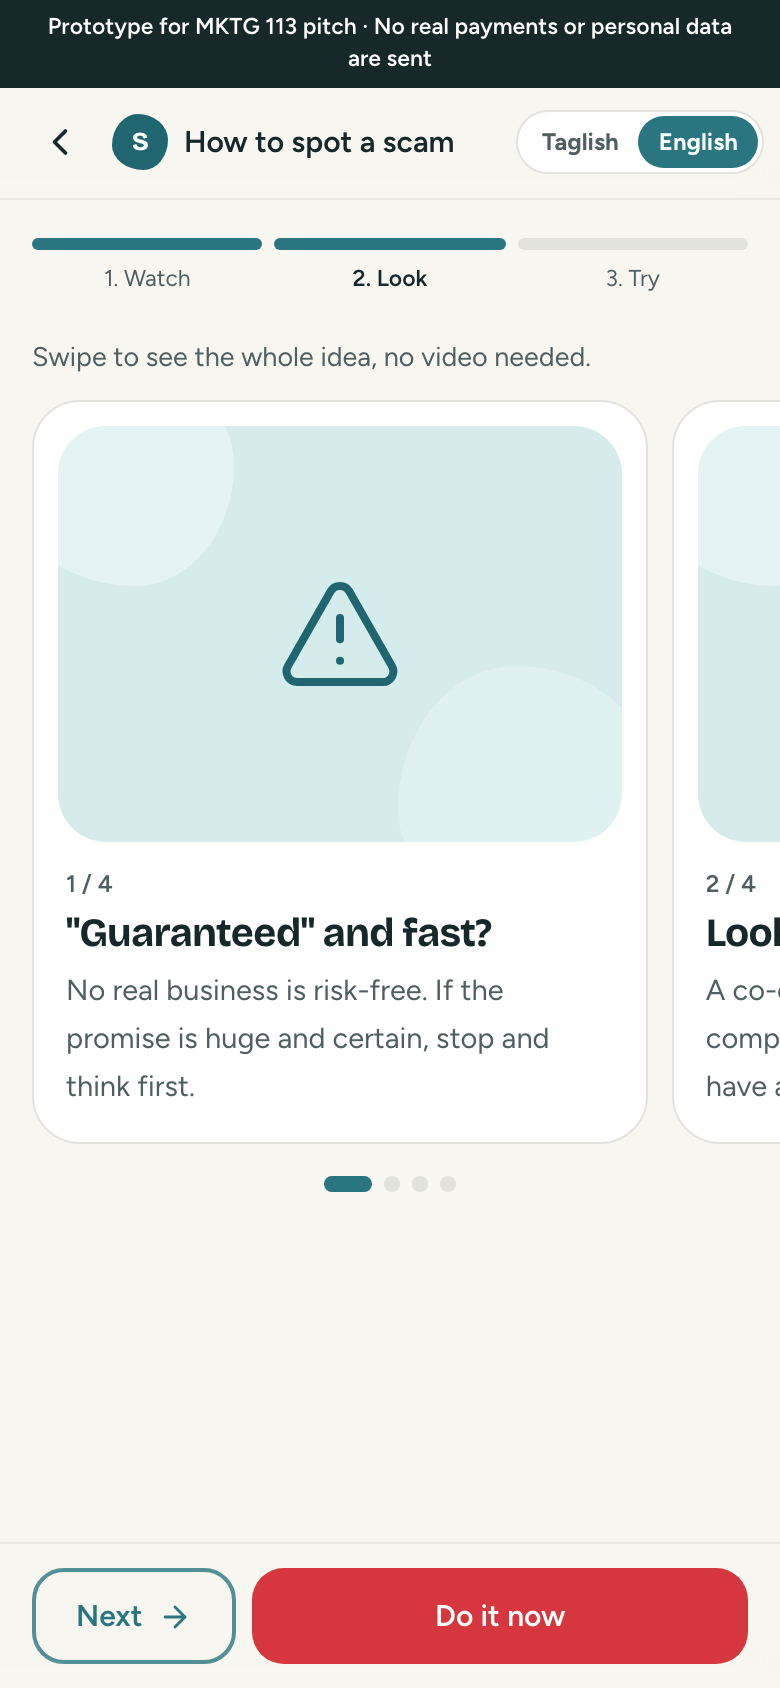 Prototype for MKTG 113 pitch · No real payments or personal data
are sent
S
How to spot a scam
Taglish
English
1. Watch
2. Look
3. Try
Swipe to see the whole idea, no video needed.
1 / 4
"Guaranteed" and fast?
No real business is risk-free. If the
promise is huge and certain, stop and
think first.
2 / 4
A
have
Next
Do it now